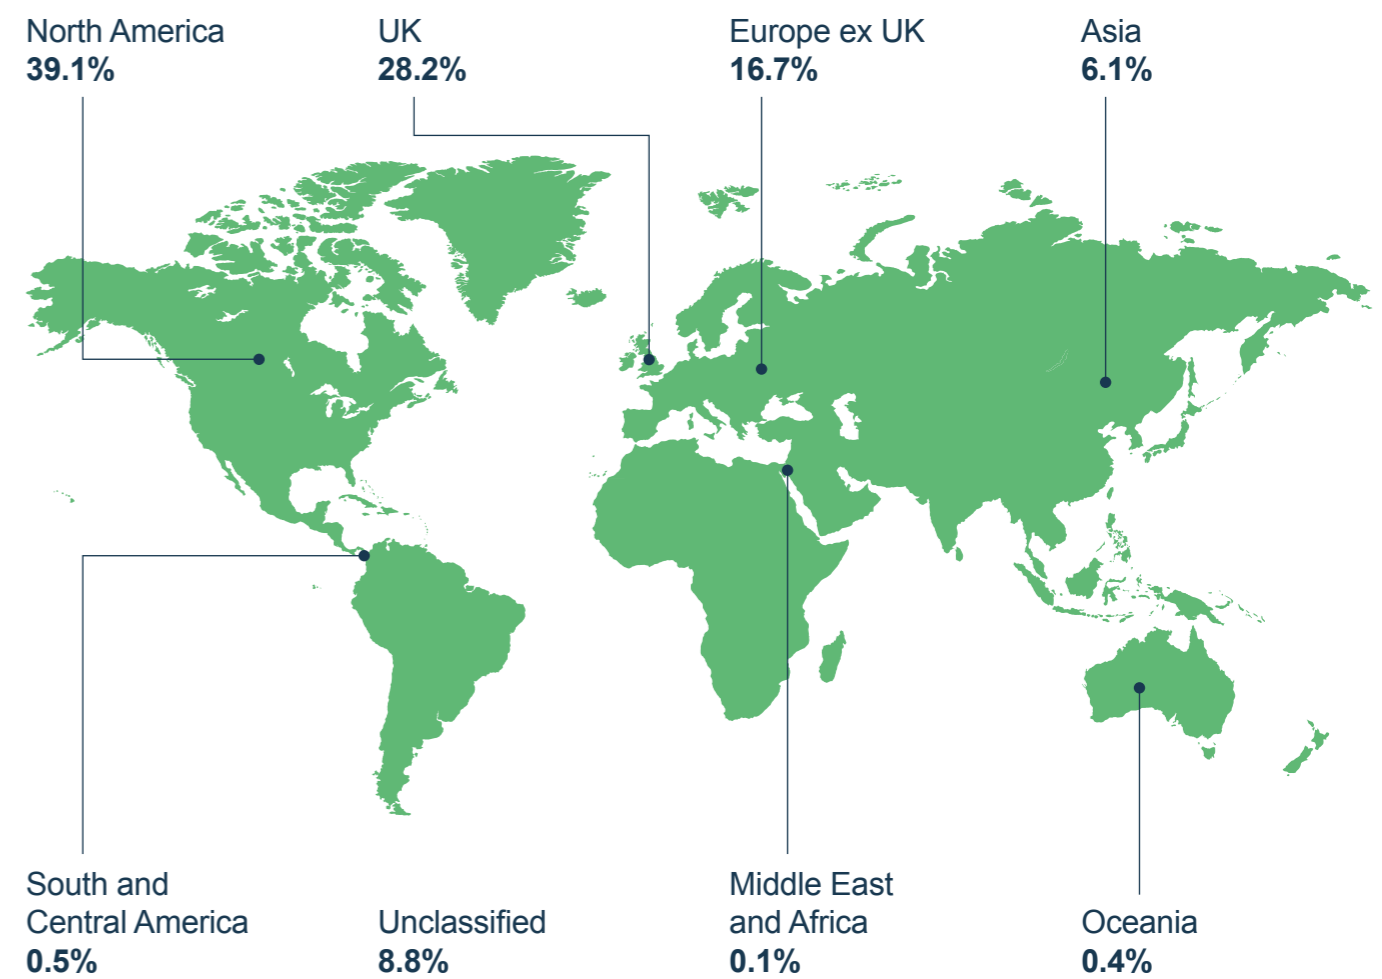 North America
39.1%
UK
28.2%
Europe ex UK
16.7%
Asia
6.1%
South and
Central America
0.5%
Unclassified
8.8%
Middle East
and Africa
0.1%
Oceania
0.4%